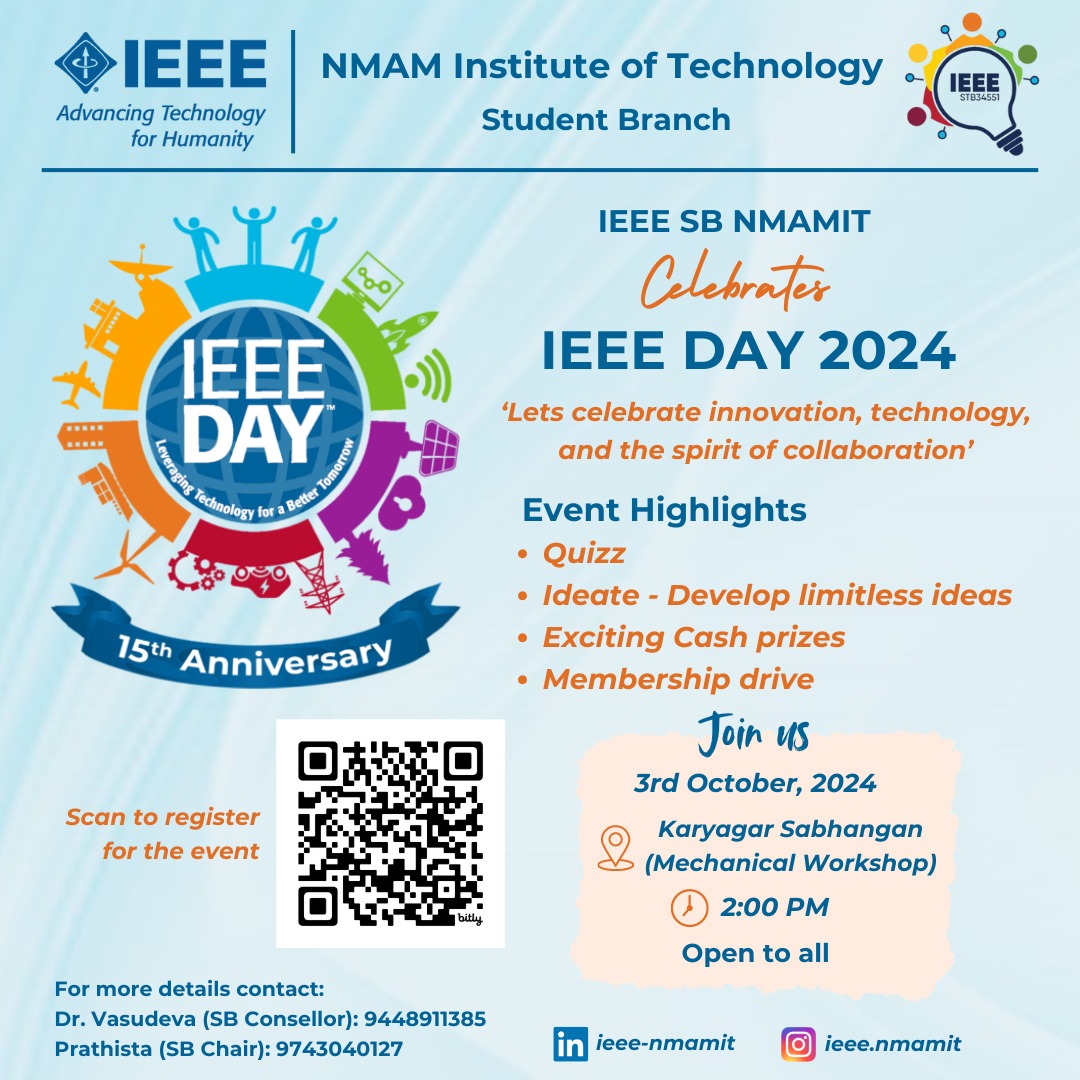 IEEE
Advancing Technology
for Humanity
NMAM Institute of Technology
Student Branch
IEEE
STB34551
IEEE
DAY™
Leveraging Technology for a Better Tomorrow
15th Anniversary
IEEE SB NMAMIT
Celebrates
IEEE DAY 2024
‘Lets celebrate innovation, technology,
and the spirit of collaboration’
Event Highlights
• Quizz
• Ideate - Develop limitless ideas
• Exciting Cash prizes
• Membership drive
Scan to register
for the event
bitly
Join us
3rd October, 2024
Karyagar Sabhangan
(Mechanical Workshop)
2:00 PM
Open to all
For more details contact:
Dr. Vasudeva (SB Consellor): 9448911385
Prathista (SB Chair): 9743040127
in ieee-nmamit
ieee.nmamit